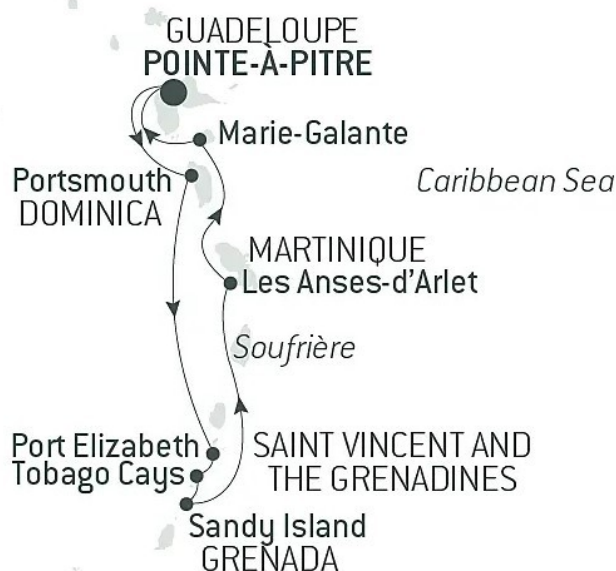 GUADELOUPE
POINTE-À-PITRE
Marie-Galante
Portsmouth
DOMINICA
Caribbean Sea
MARTINIQUE
Les Anses-d'Arlet
Soufrière
Port Elizabeth
Tobago Cays
SAINT VINCENT AND
THE GRENADINES
Sandy Island
GRENADA